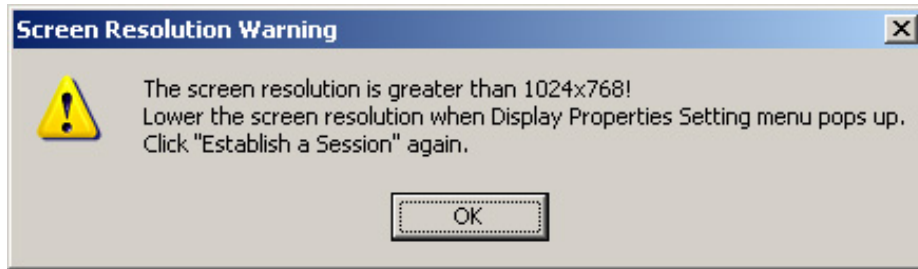 Screen Resolution Warning
The screen resolution is greater than 1024x768!
Lower the screen resolution when Display Properties Setting menu pops up.
Click "Establish a Session" again.
OK